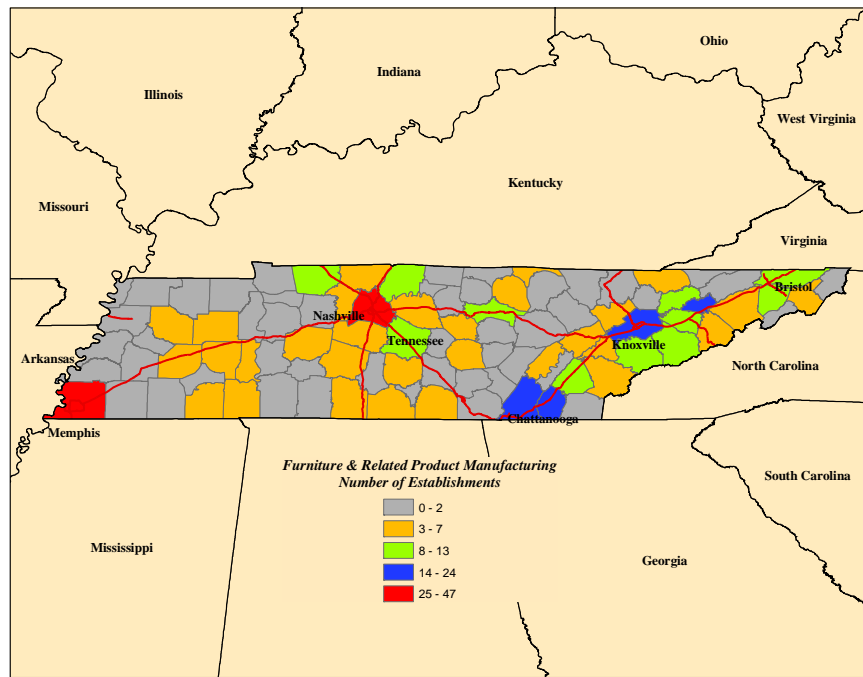 Ohio
Indiana
Illinois
West Virginia
Kentucky
Missouri
Virginia
Bristol
Nashville
Tennessee
Knoxville
Arkansas
North Carolina
Chattanooga
Memphis
Furniture & Related Product Manufacturing
Number of Establishments
South Carolina
0 - 2
3 - 7
8 - 13
14 - 24
25 - 47
Mississippi
Georgia